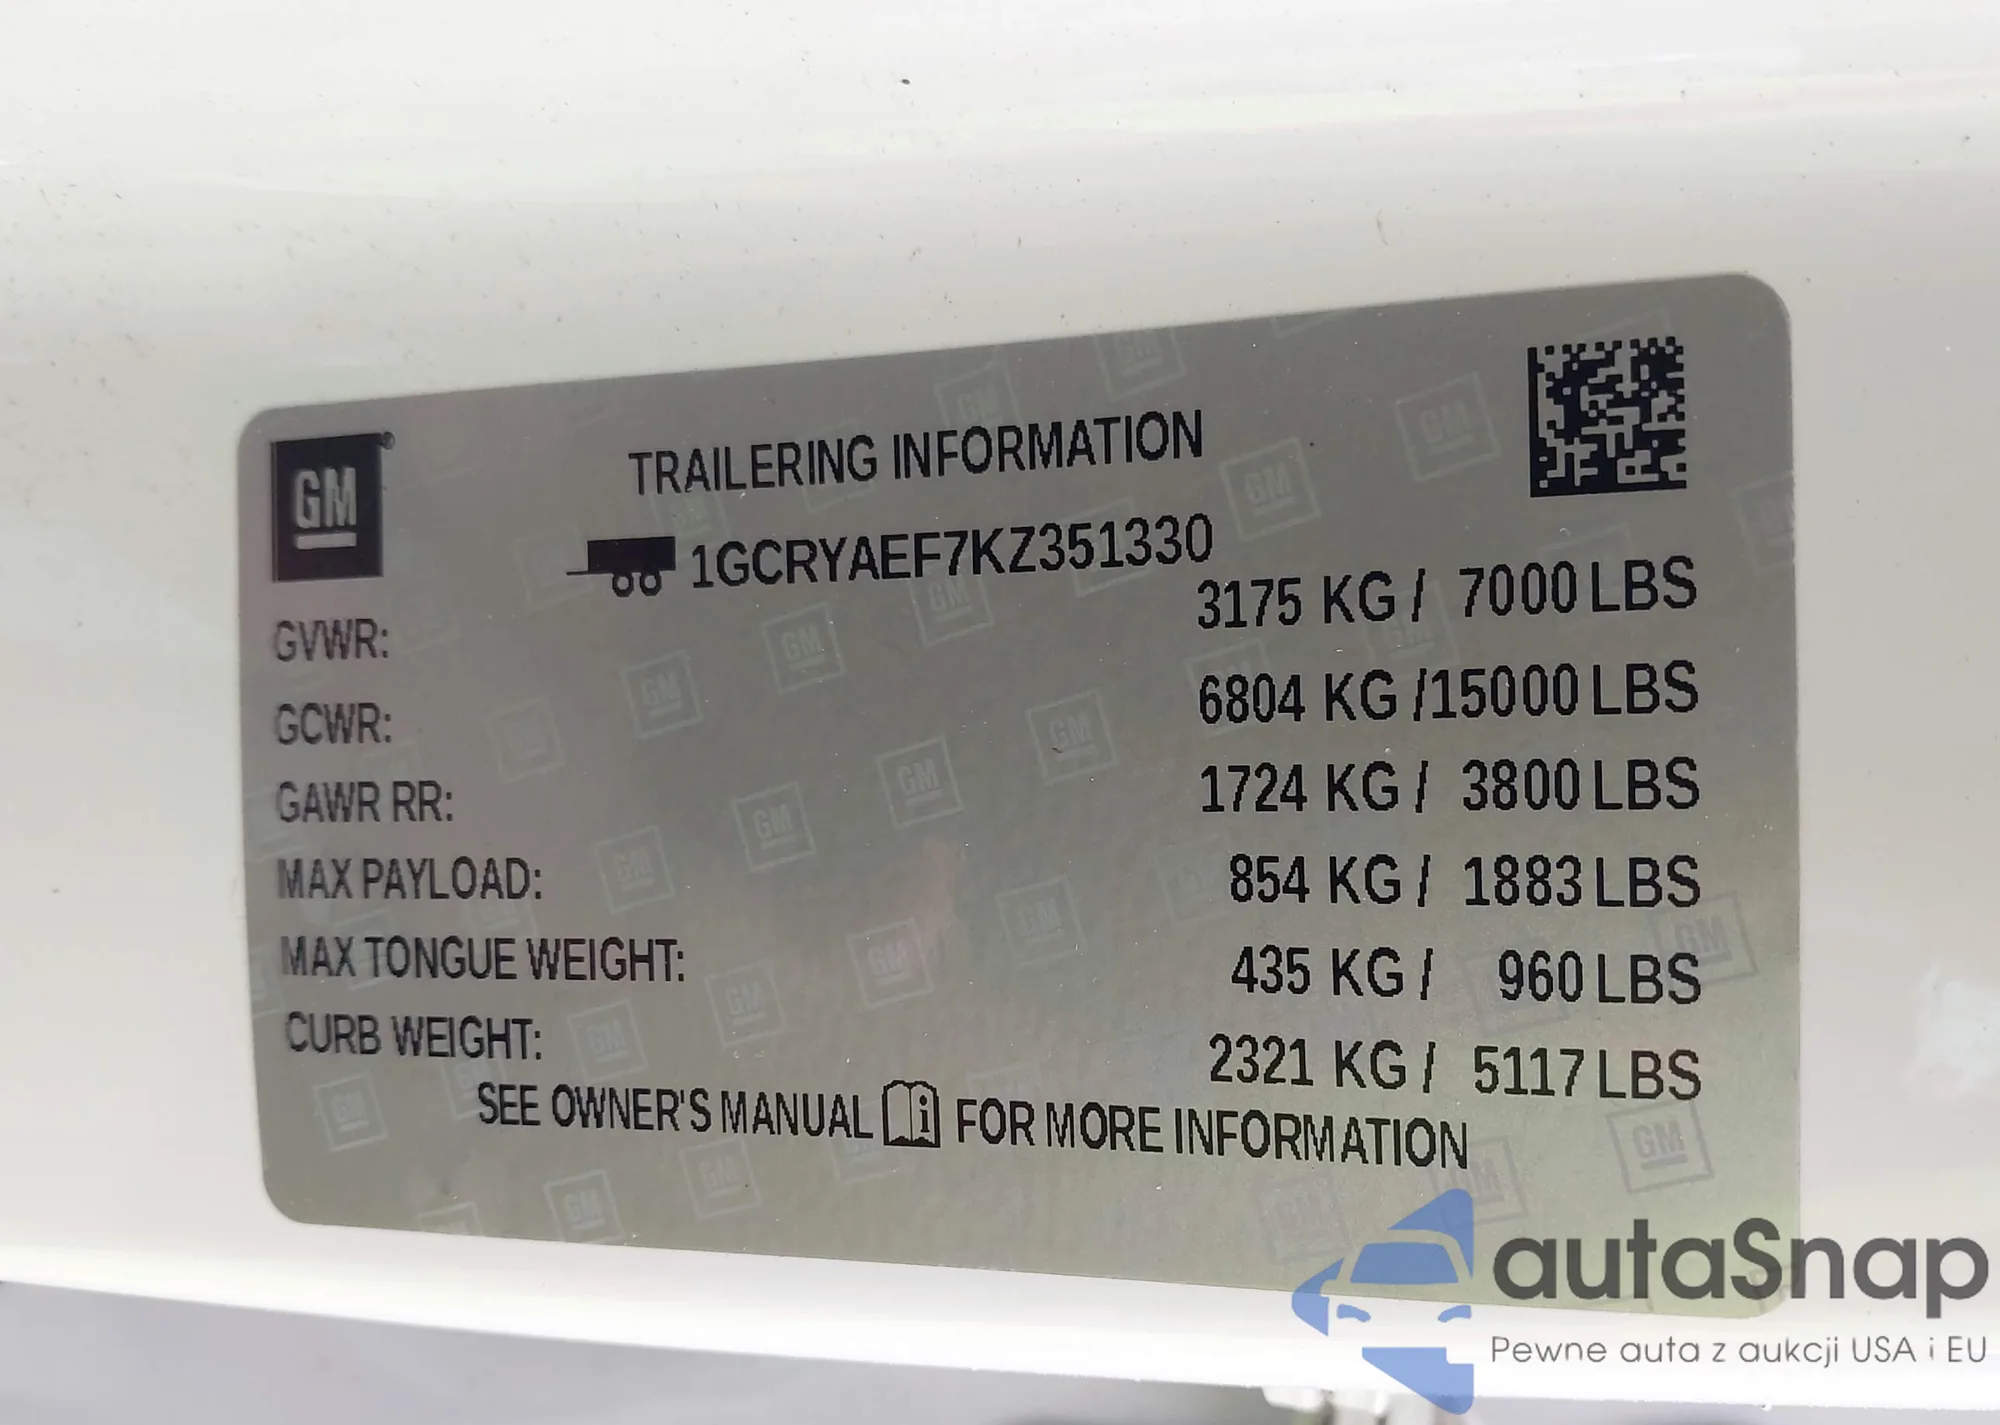 GM
TRAILERING INFORMATION
1GCRYAEF7KZ351330
GVWR: 3175 KG / 7000 LBS
GCWR: 6804 KG /15000 LBS
GAWR RR: 1724 KG / 3800 LBS
MAX PAYLOAD: 854 KG / 1883 LBS
MAX TONGUE WEIGHT: 435 KG / 960 LBS
CURB WEIGHT: 2321 KG / 5117 LBS
SEE OWNER'S MANUAL FOR MORE INFORMATION
autaSnap
Pewne auta z aukcji USA i EU